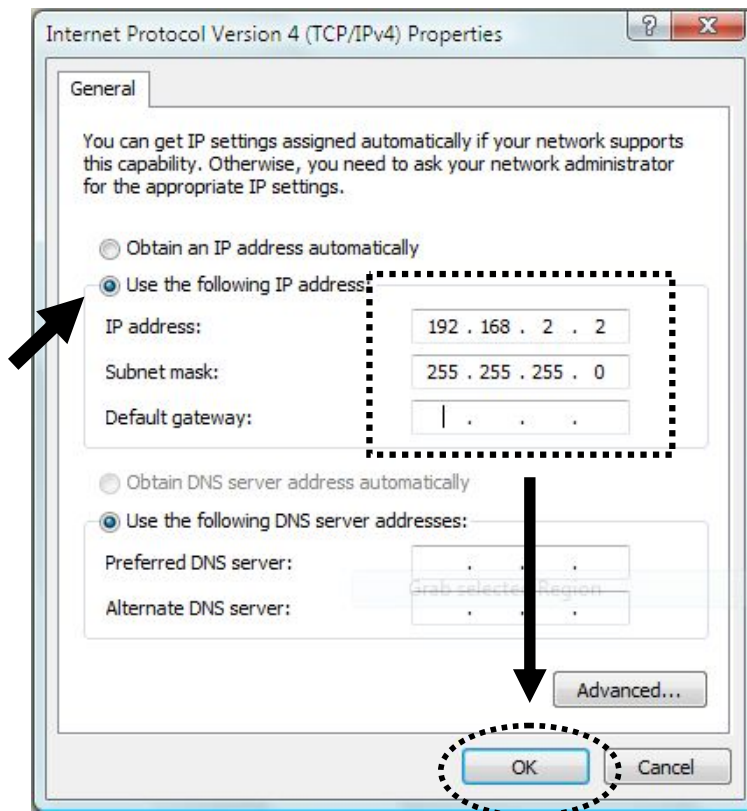 Internet Protocol Version 4 (TCP/IPv4) Properties
General
You can get IP settings assigned automatically if your network supports
this capability. Otherwise, you need to ask your network administrator
for the appropriate IP settings.
Obtain an IP address automatically
Use the following IP address:
IP address: 192 . 168 . 2 . 2
Subnet mask: 255 . 255 . 255 . 0
Default gateway: . . .
Obtain DNS server address automatically
Use the following DNS server addresses:
Preferred DNS server: . . .
Grab selected Region
Alternate DNS server: . . .
Advanced...
OK Cancel